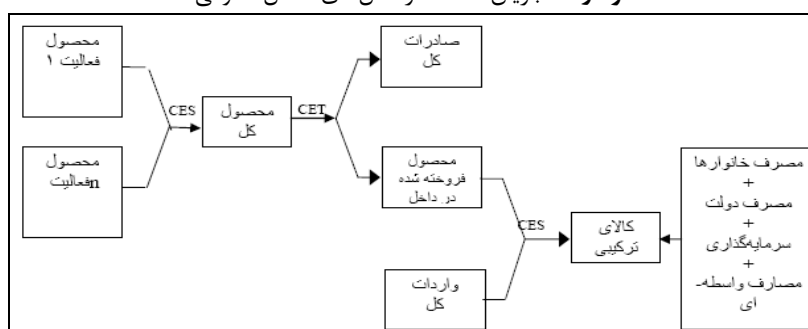 محصول
فعالیت ۱
محصول
فعالیتn
CES
محصول
کل
CET
صادرات
کل
محصول
فروخته شده
در داخل
واردات
کل
CES
کالای
ترکیبی
مصرف خانوارها
+
مصرف دولت
+
سرمایه‌گذاری
+
مصارف واسطه-
ای